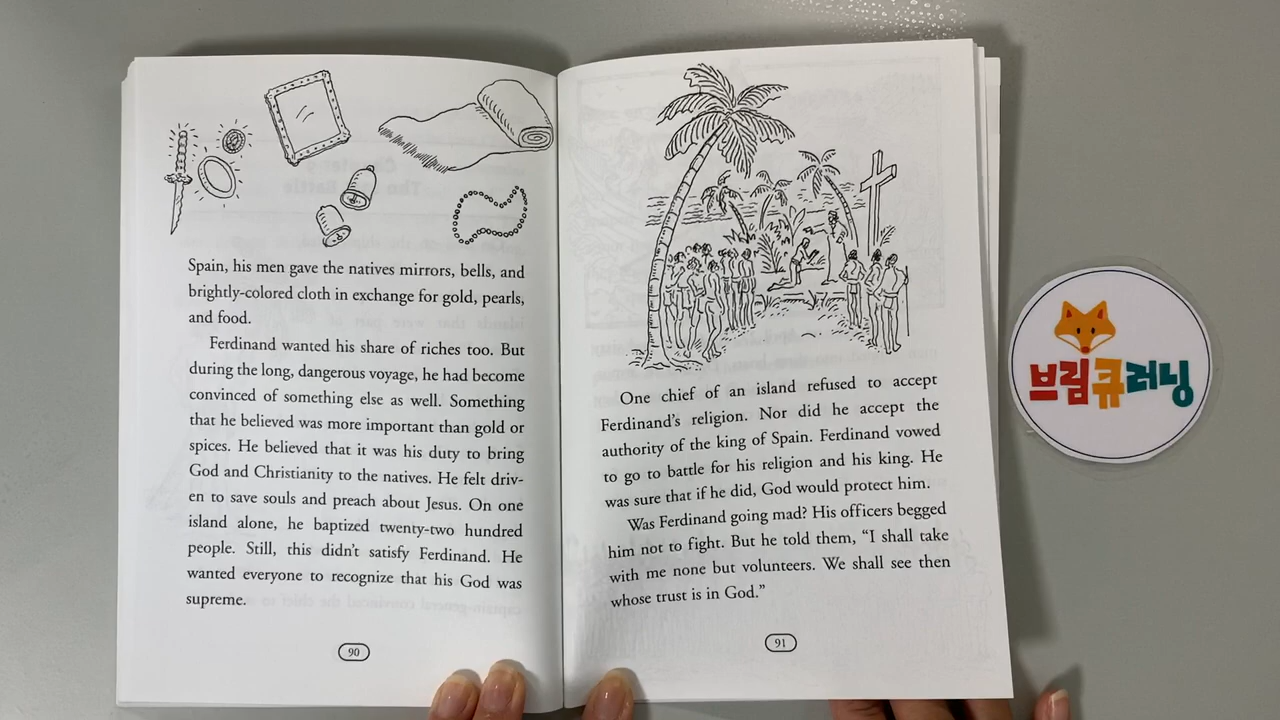 Spain, his men gave the natives mirrors, bells, and
brightly-colored cloth in exchange for gold, pearls,
and food.
Ferdinand wanted his share of riches too. But
during the long, dangerous voyage, he had become
convinced of something else as well. Something
that he believed was more important than gold or
spices. He believed that it was his duty to bring
God and Christianity to the natives. He felt driv-
en to save souls and preach about Jesus. On one
island alone, he baptized twenty-two hundred
people. Still, this didn't satisfy Ferdinand. He
wanted everyone to recognize that his God was
supreme.
90
One chief of an island refused to accept
Ferdinand's religion. Nor did he accept the
authority of the king of Spain. Ferdinand vowed
to go to battle for his religion and his king. He
was sure that if he did, God would protect him.
Was Ferdinand going mad? His officers begged
him not to fight. But he told them, "I shall take
with me none but volunteers. We shall see then
whose trust is in God."
91
브림큐러닝